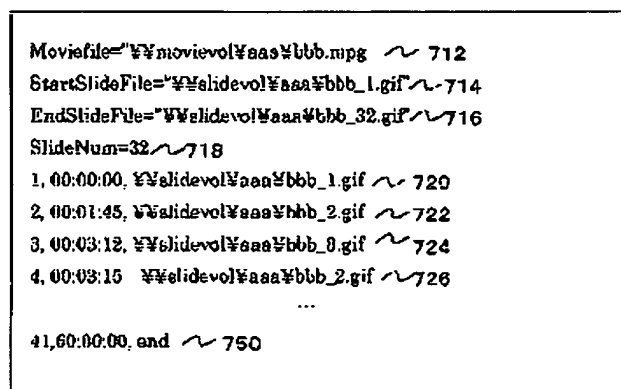 Moviefile="¥¥movievol¥aaa¥bbb.mpg 712
StartSlideFile="¥¥slidevol¥aaa¥bbb_1.gif" 714
EndSlideFile="¥¥slidevol¥aaa¥bbb_32.gif" 716
SlideNum=32 718
1, 00:00:00, ¥¥slidevol¥aaa¥bbb_1.gif 720
2, 00:01:45, ¥¥slidevol¥aaa¥bbb_2.gif 722
3, 00:03:12, ¥¥slidevol¥aaa¥bbb_3.gif 724
4, 00:03:15 ¥¥slidevol¥aaa¥bbb_2.gif 726
...
41,60:00:00, end 750